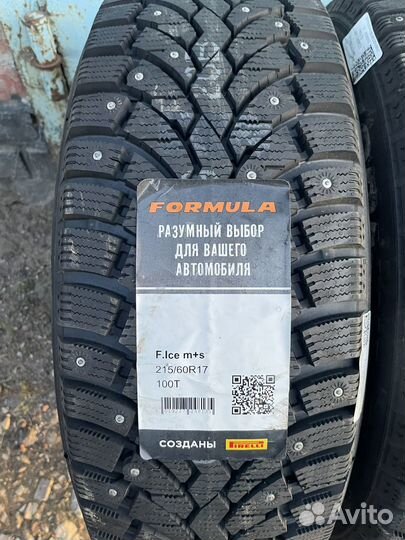 FORMULA
РАЗУМНЫЙ ВЫБОР
ДЛЯ ВАШЕГО
АВТОМОБИЛЯ
F.Ice m+s
215/60R17
100T
СОЗДАНЫ
PIRELLI
Avito